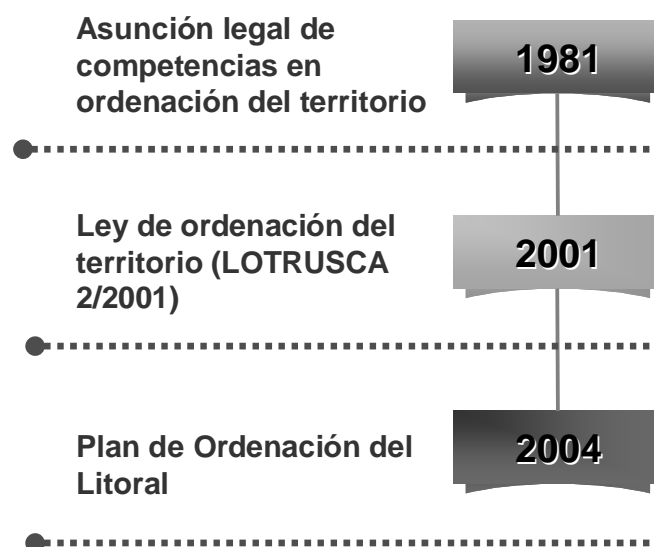 Asunción legal de
competencias en
ordenación del territorio
1981
Ley de ordenación del
territorio (LOTRUSCA
2/2001)
2001
Plan de Ordenación del
Litoral
2004